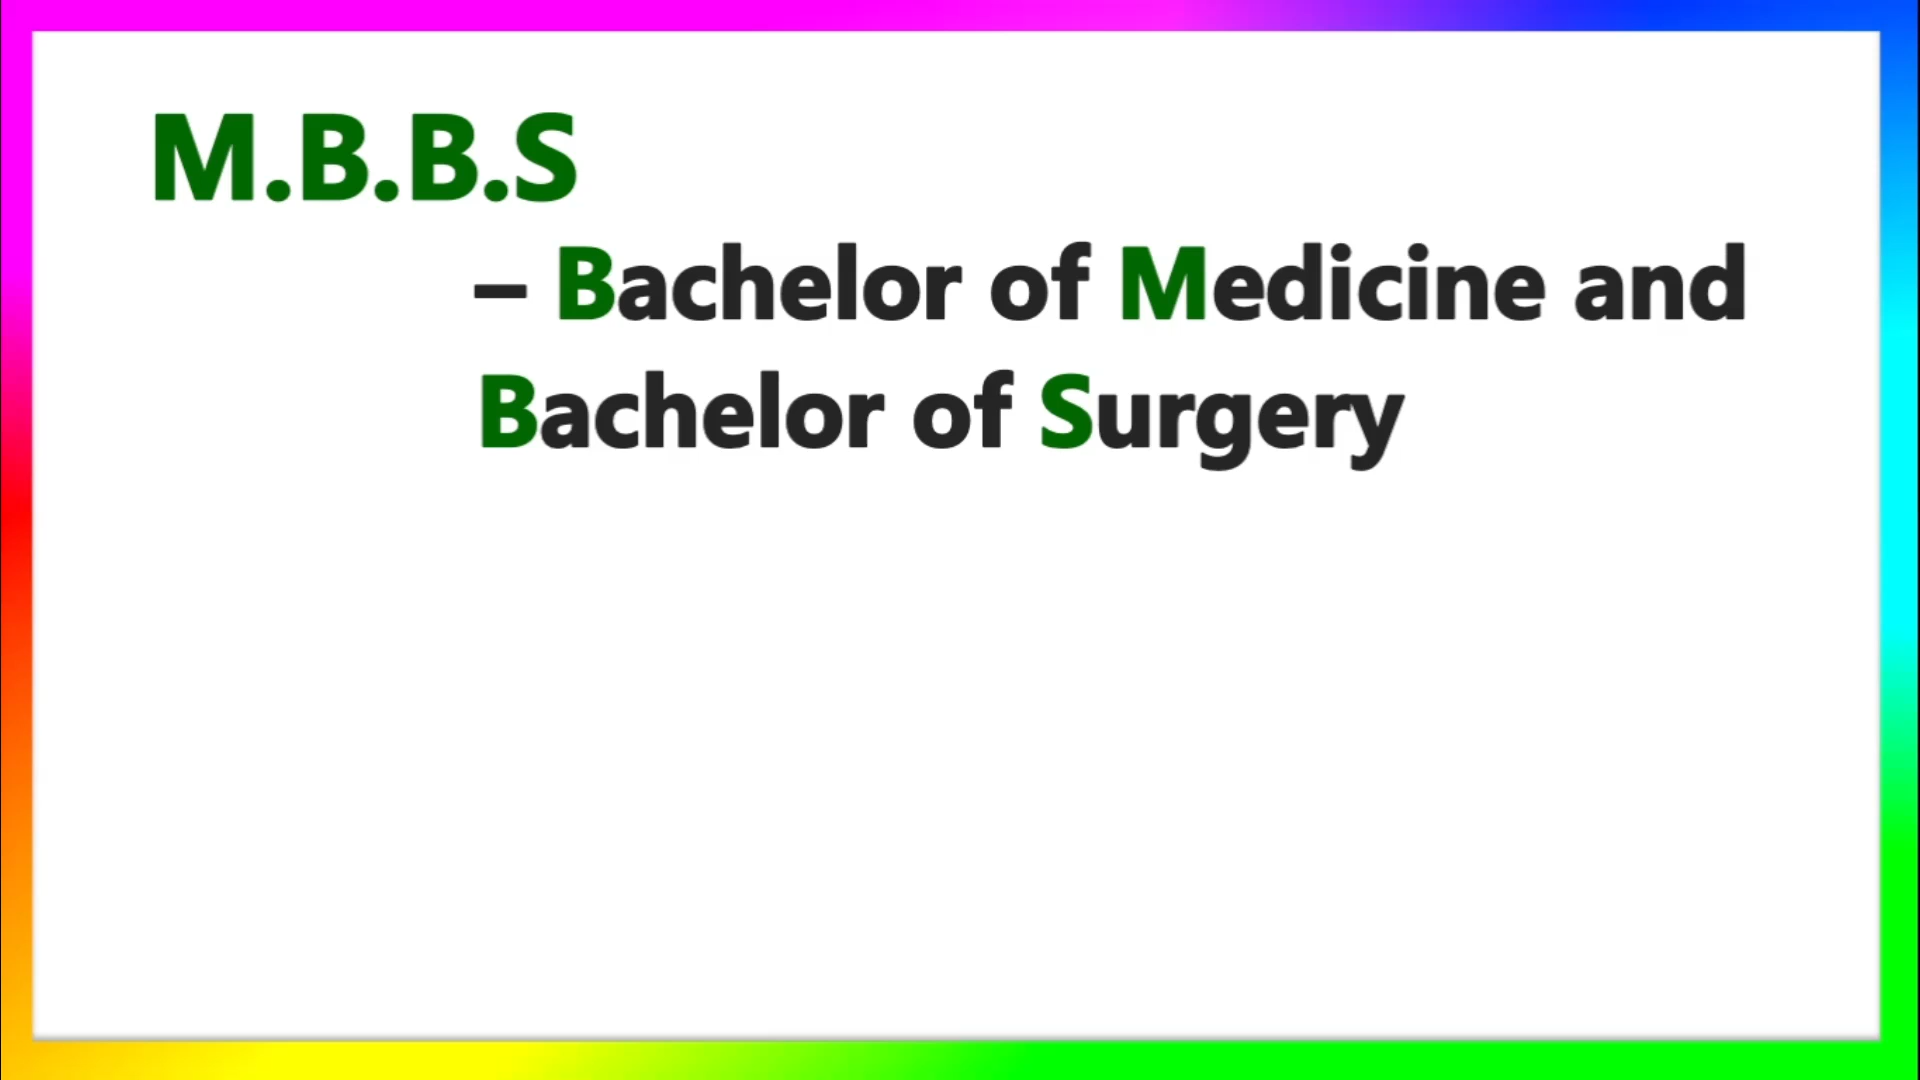 M.B.B.S
– Bachelor of Medicine and
Bachelor of Surgery